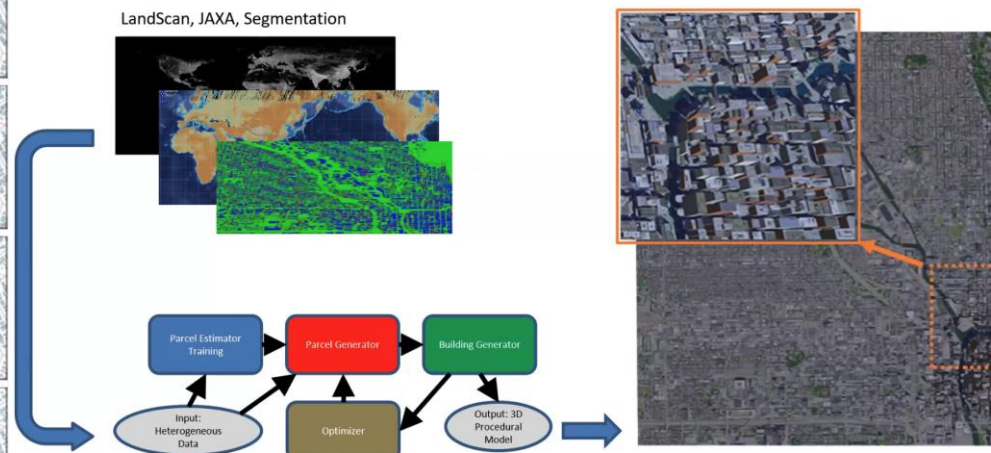 LandScan, JAXA, Segmentation
Parcel Estimator
Training
Parcel Generator
Building Generator
Input:
Heterogeneous
Data
Optimizer
Output: 3D
Procedural
Model